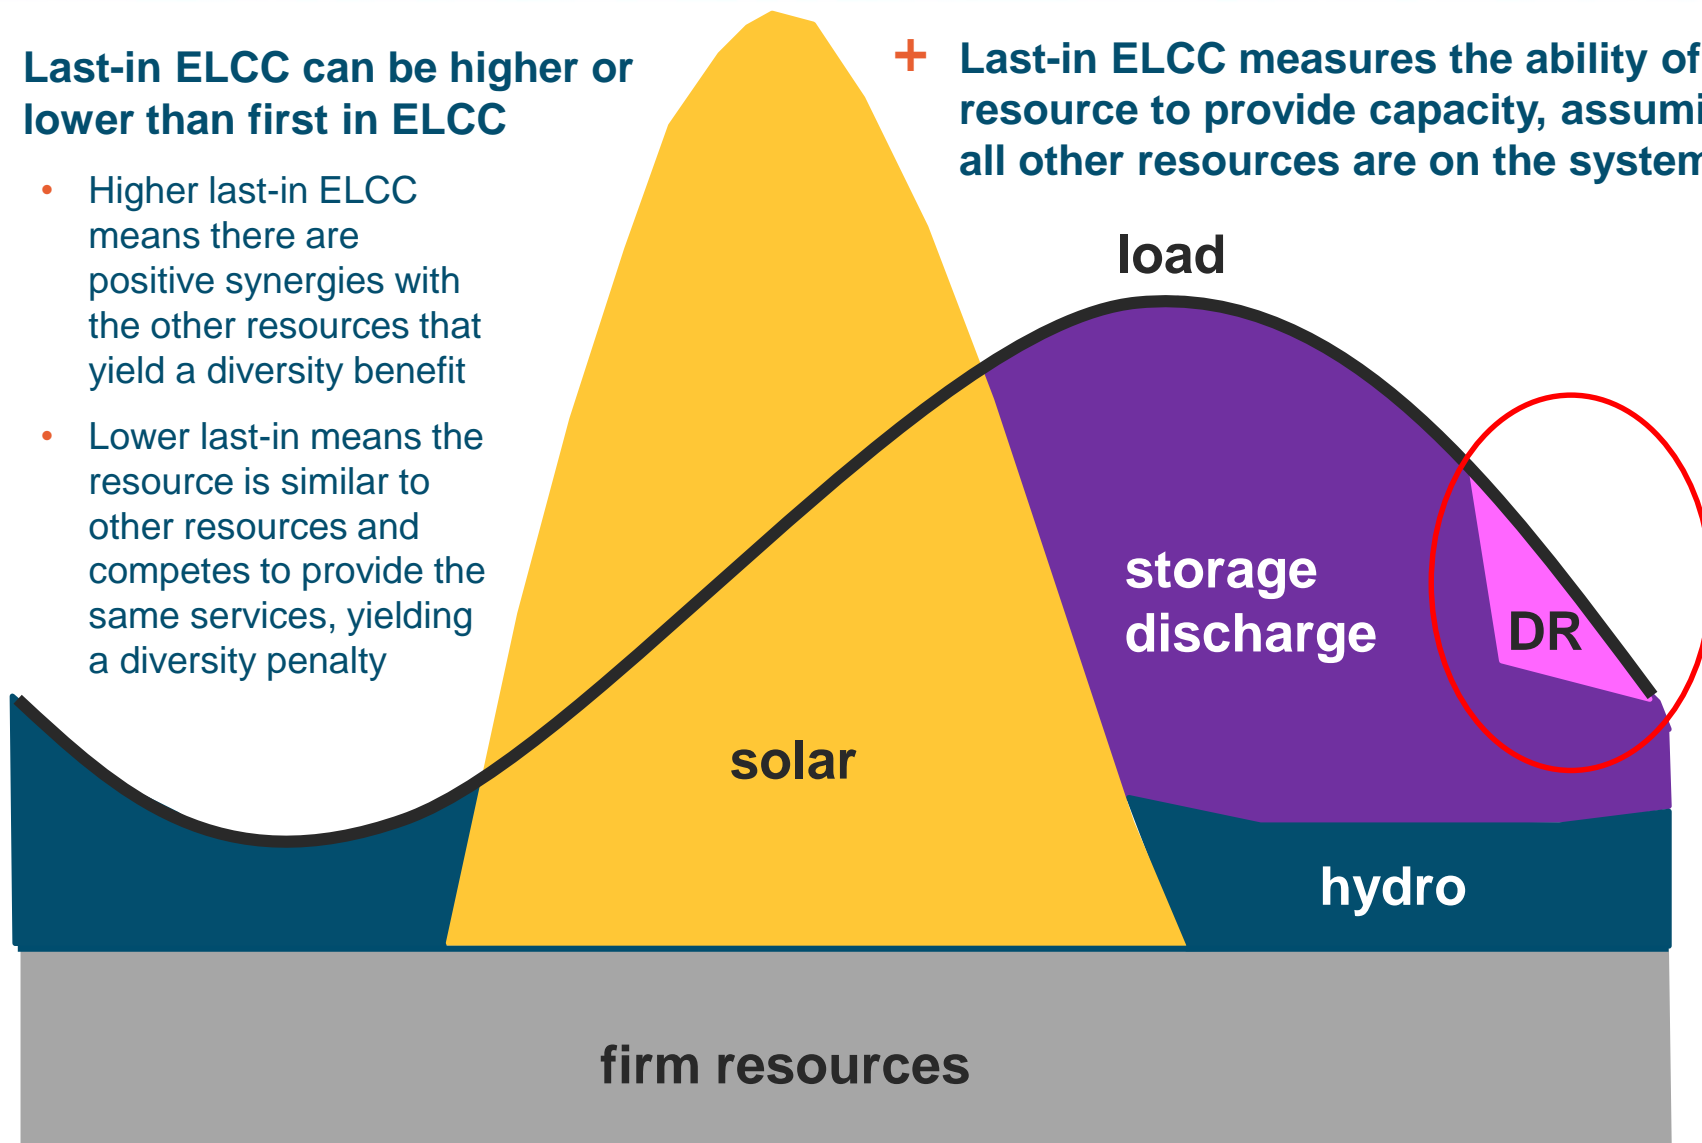 Last-in ELCC can be higher or
lower than first in ELCC
• Higher last-in ELCC
means there are
positive synergies with
the other resources that
yield a diversity benefit
• Lower last-in means the
resource is similar to
other resources and
competes to provide the
same services, yielding
a diversity penalty
+ Last-in ELCC measures the ability of
resource to provide capacity,
all other resources are on the
load
storage
discharge
DR
solar
hydro
firm resources